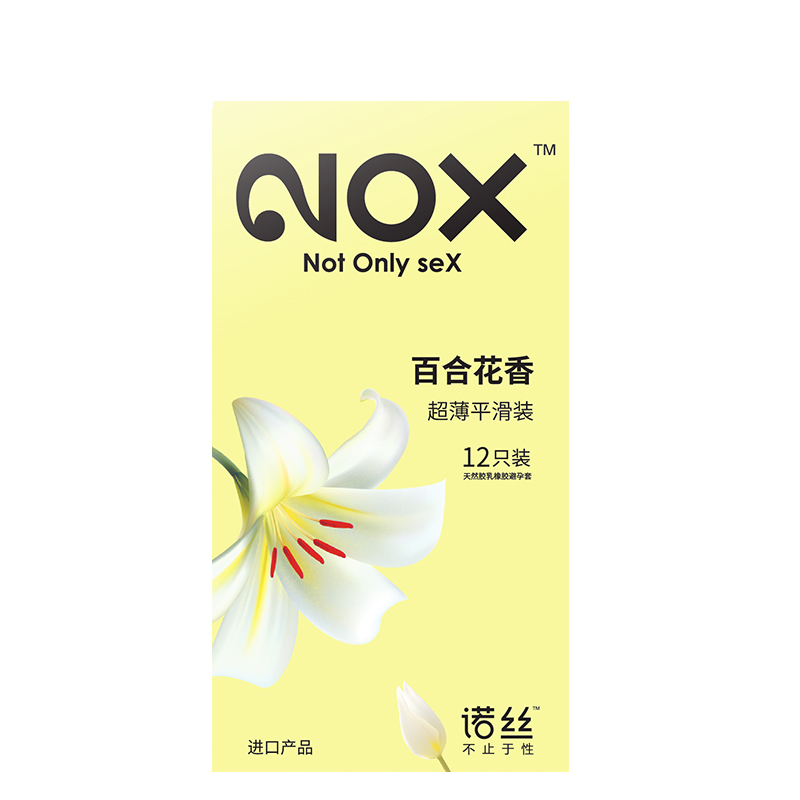 NOX™
Not Only seX
百合花香
超薄平滑装
12只装
天然胶乳橡胶避孕套
诺丝™
不止于性
进口产品